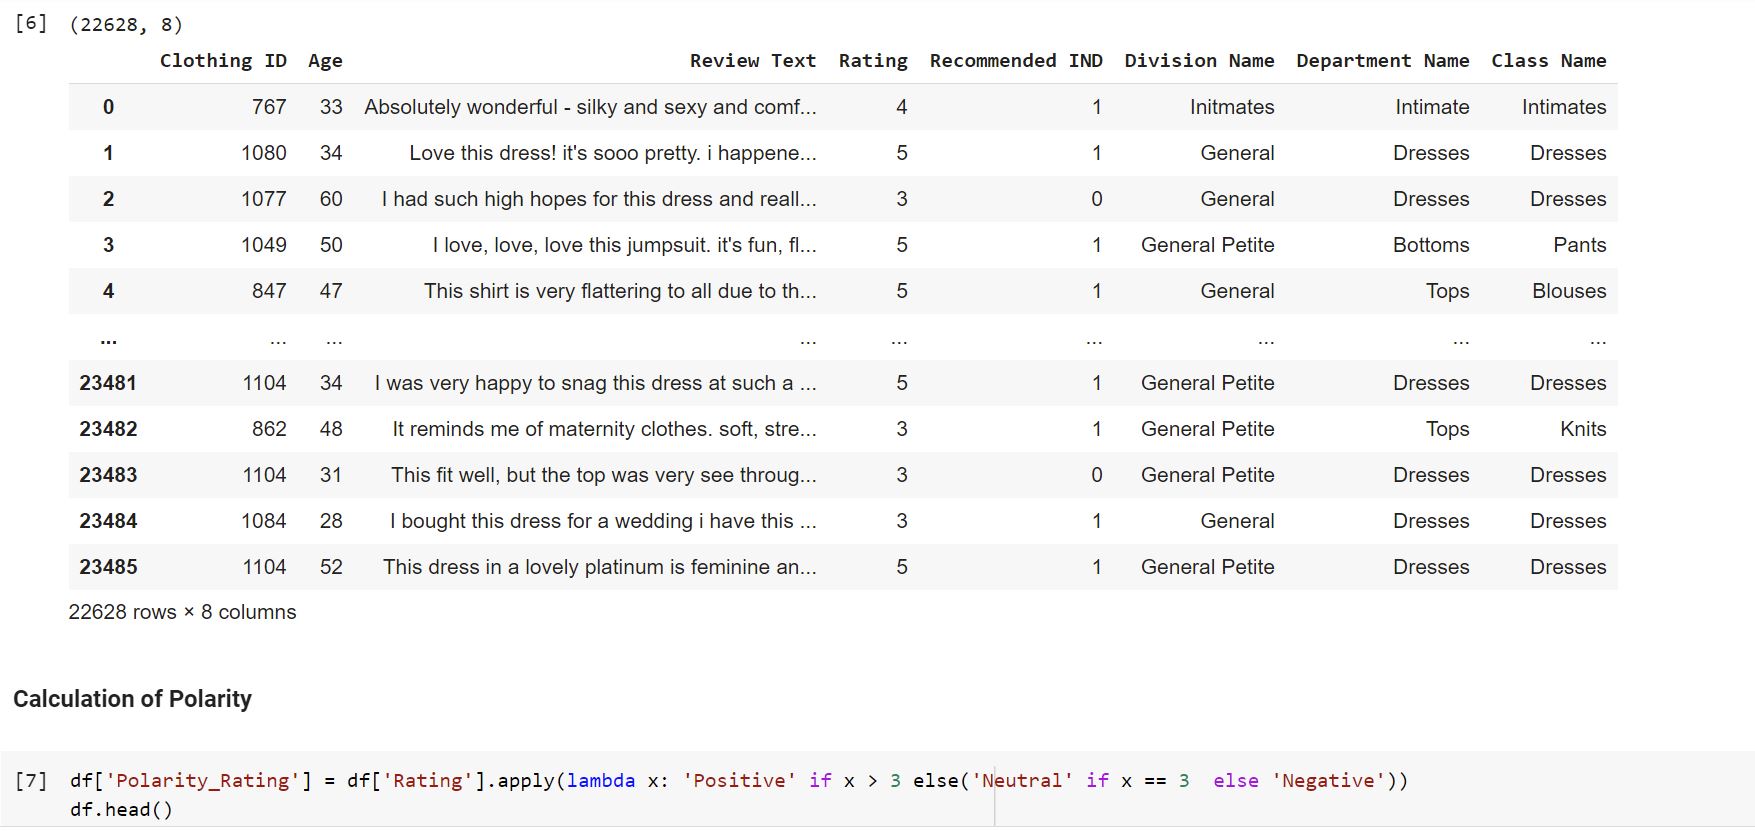 [6] (22628, 8)
Clothing ID Age Review Text Rating Recommended IND Division Name Department Name Class Name
0 767 33 Absolutely wonderful - silky and sexy and comf... 4 1 Initmates Intimate Intimates
1 1080 34 Love this dress! it's sooo pretty. i happene... 5 1 General Dresses Dresses
2 1077 60 I had such high hopes for this dress and reall... 3 0 General Dresses Dresses
3 1049 50 I love, love, love this jumpsuit. it's fun, fl... 5 1 General Petite Bottoms Pants
4 847 47 This shirt is very flattering to all due to th... 5 1 General Tops Blouses
... ... ... ... ... ... ... ... ...
23481 1104 34 I was very happy to snag this dress at such a ... 5 1 General Petite Dresses Dresses
23482 862 48 It reminds me of maternity clothes. soft, stre... 3 1 General Petite Tops Knits
23483 1104 31 This fit well, but the top was very see throug... 3 0 General Petite Dresses Dresses
23484 1084 28 I bought this dress for a wedding i have this ... 3 1 General Dresses Dresses
23485 1104 52 This dress in a lovely platinum is feminine an... 5 1 General Petite Dresses Dresses
22628 rows × 8 columns
Calculation of Polarity
[7] df['Polarity_Rating'] = df['Rating'].apply(lambda x: 'Positive' if x > 3 else('Neutral' if x == 3  else 'Negative'))
df.head()